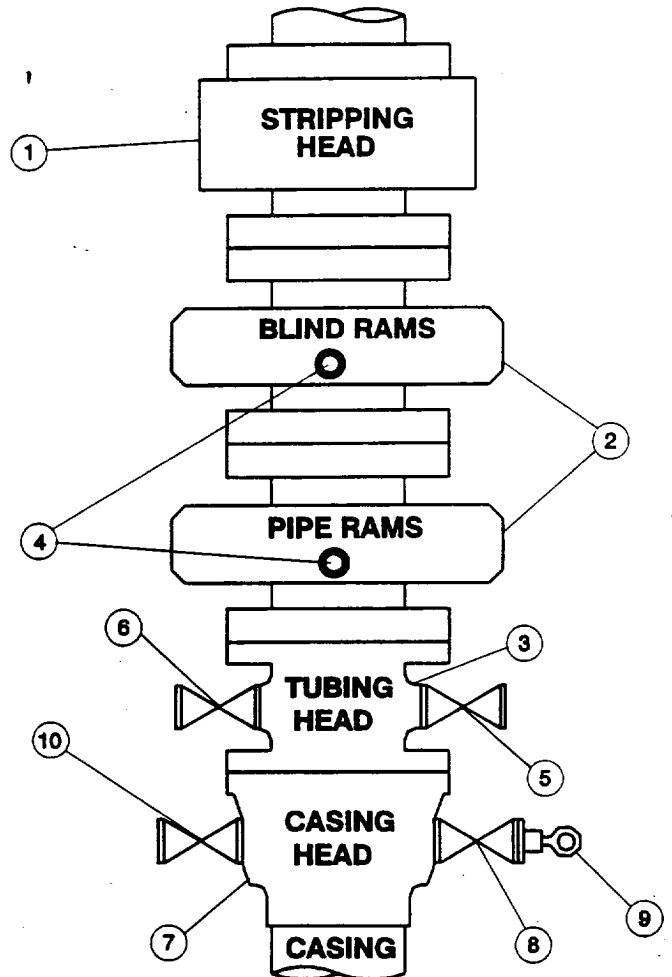 STRIPPING
HEAD
1
BLIND RAMS
2
PIPE RAMS
4
6
3
TUBING
HEAD
10
5
CASING
HEAD
7
8
9
CASING